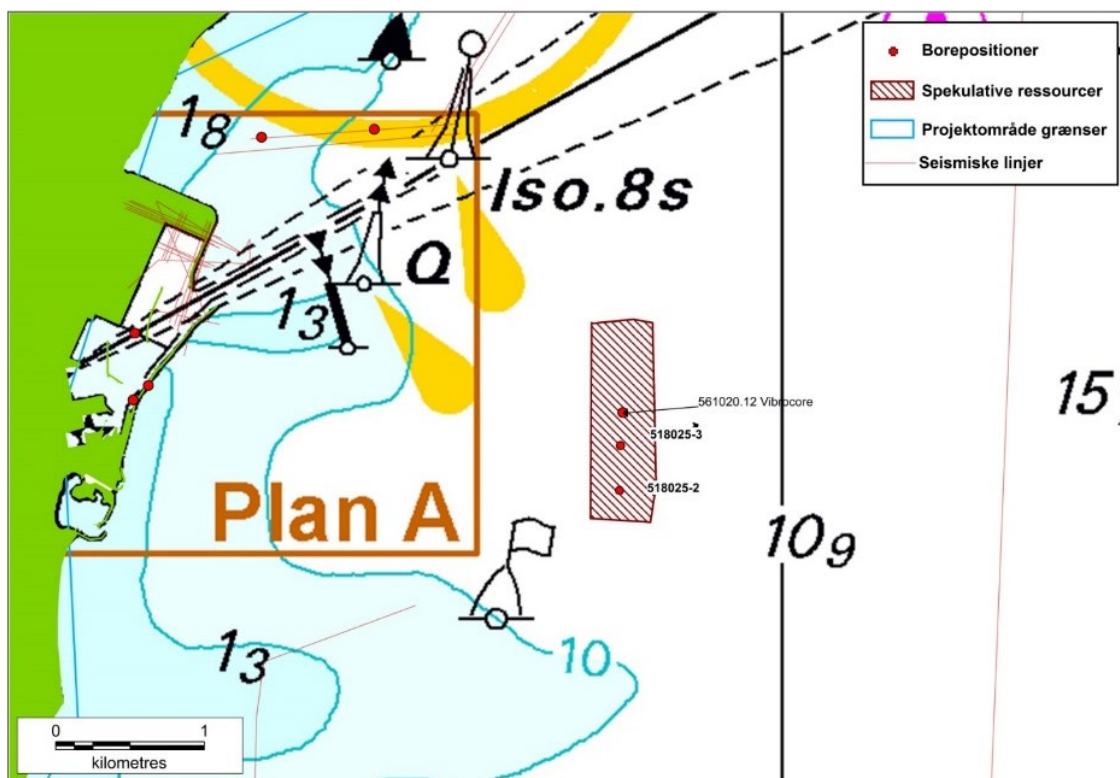 Borepositioner
Spekulative ressourcer
Projektområde grænser
Seismiske linjer
18
Iso.8s
Q
13
15
561020.12 Vibrocore
518025-3
518025-2
Plan A
109
13
10
0 1
kilometres